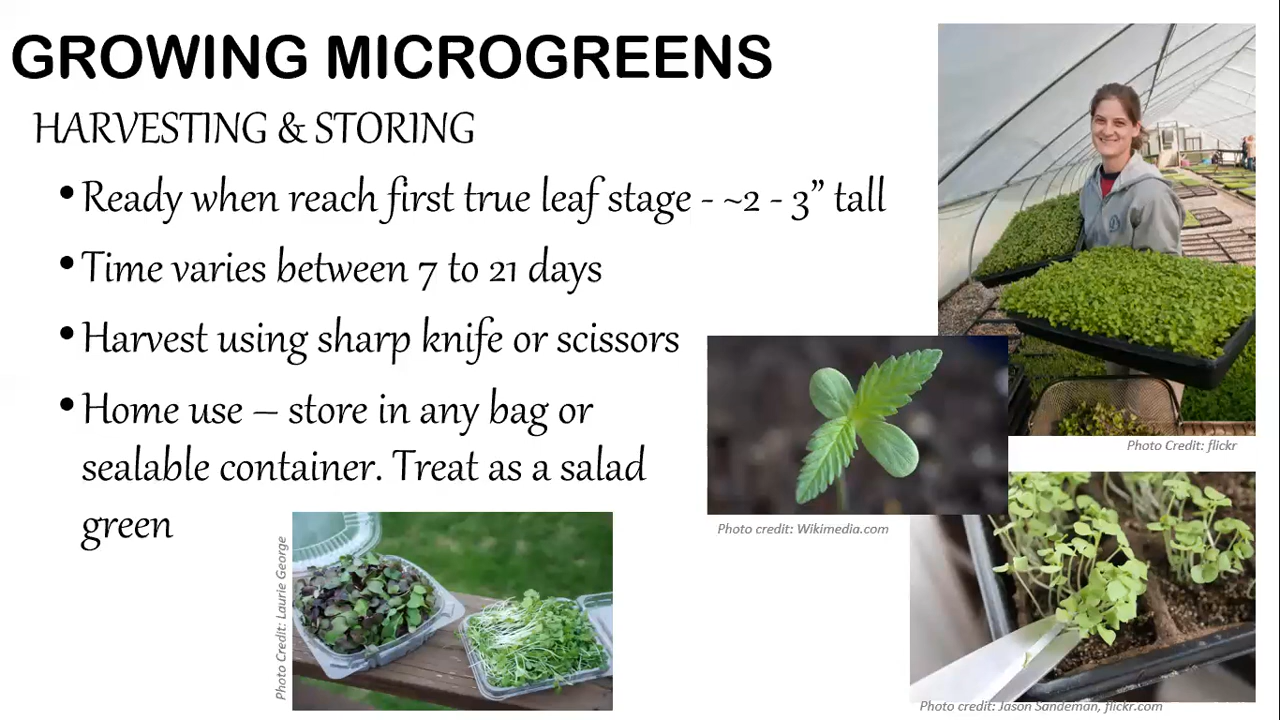 GROWING MICROGREENS
HARVESTING & STORING
•Ready when reach first true leaf stage - ~2 - 3” tall
•Time varies between 7 to 21 days
•Harvest using sharp knife or scissors
•Home use – store in any bag or
sealable container. Treat as a salad
green
Photo Credit: flickr
Photo credit: Wikimedia.com
Photo Credit: Laurie George
Photo credit: Jason Sandeman, flickr.com